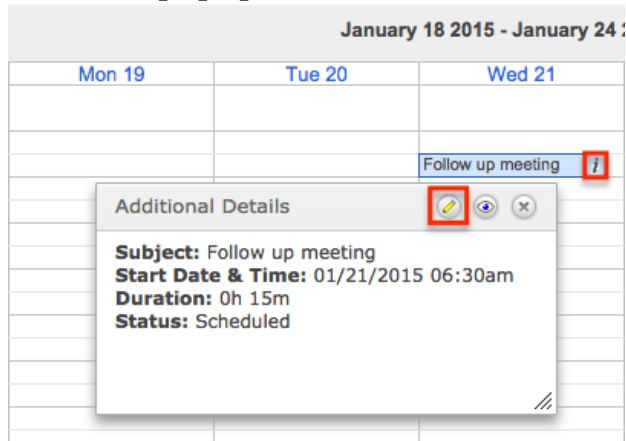 January 18 2015 - January 24
Mon 19 Tue 20 Wed 21
Follow up meeting i
Additional Details
Subject: Follow up meeting
Start Date & Time: 01/21/2015 06:30am
Duration: 0h 15m
Status: Scheduled